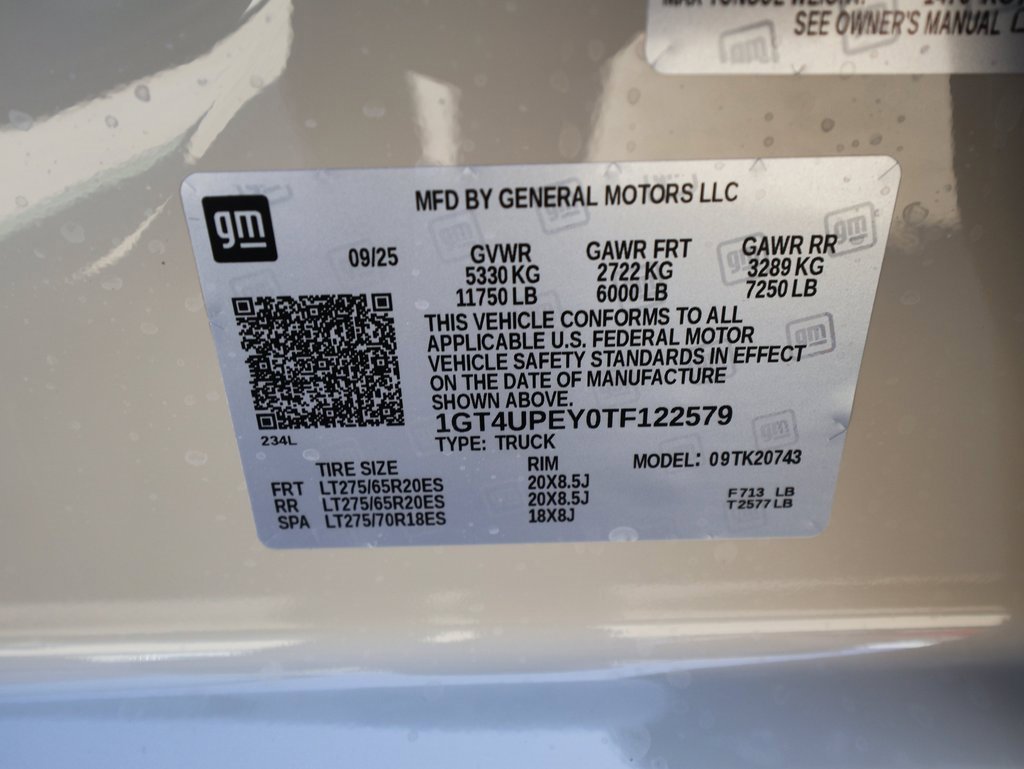 SEE OWNER'S MANUAL
gm
MFD BY GENERAL MOTORS LLC
09/25
GVWR
5330 KG
11750 LB
GAWR FRT
2722 KG
6000 LB
GAWR RR
3289 KG
7250 LB
THIS VEHICLE CONFORMS TO ALL
APPLICABLE U.S. FEDERAL MOTOR
VEHICLE SAFETY STANDARDS IN EFFECT
ON THE DATE OF MANUFACTURE
SHOWN ABOVE.
1GT4UPEY0TF122579
TYPE: TRUCK
234L
MODEL: 09TK20743
TIRE SIZE RIM
FRT LT275/65R20ES 20X8.5J
RR LT275/65R20ES 20X8.5J
SPA LT275/70R18ES 18X8J
F 713 LB
T 2577 LB